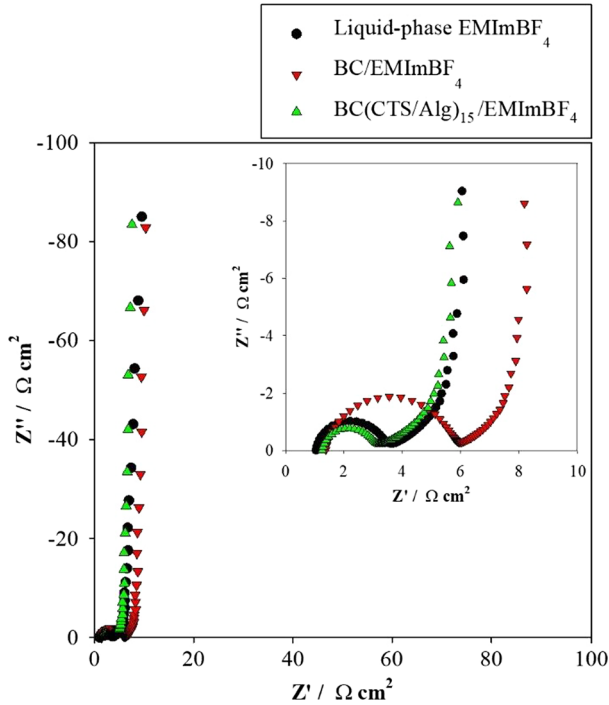 Liquid-phase EMImBF4
BC/EMImBF4
BC(CTS/Alg)15/EMImBF4
-100
-80
-60
-40
-20
0
Z'' / Ω cm2
0 20 40 60 80 100
Z' / Ω cm2
-10
-8
-6
-4
-2
0
Z'' / Ω cm2
0 2 4 6 8 10
Z' / Ω cm2